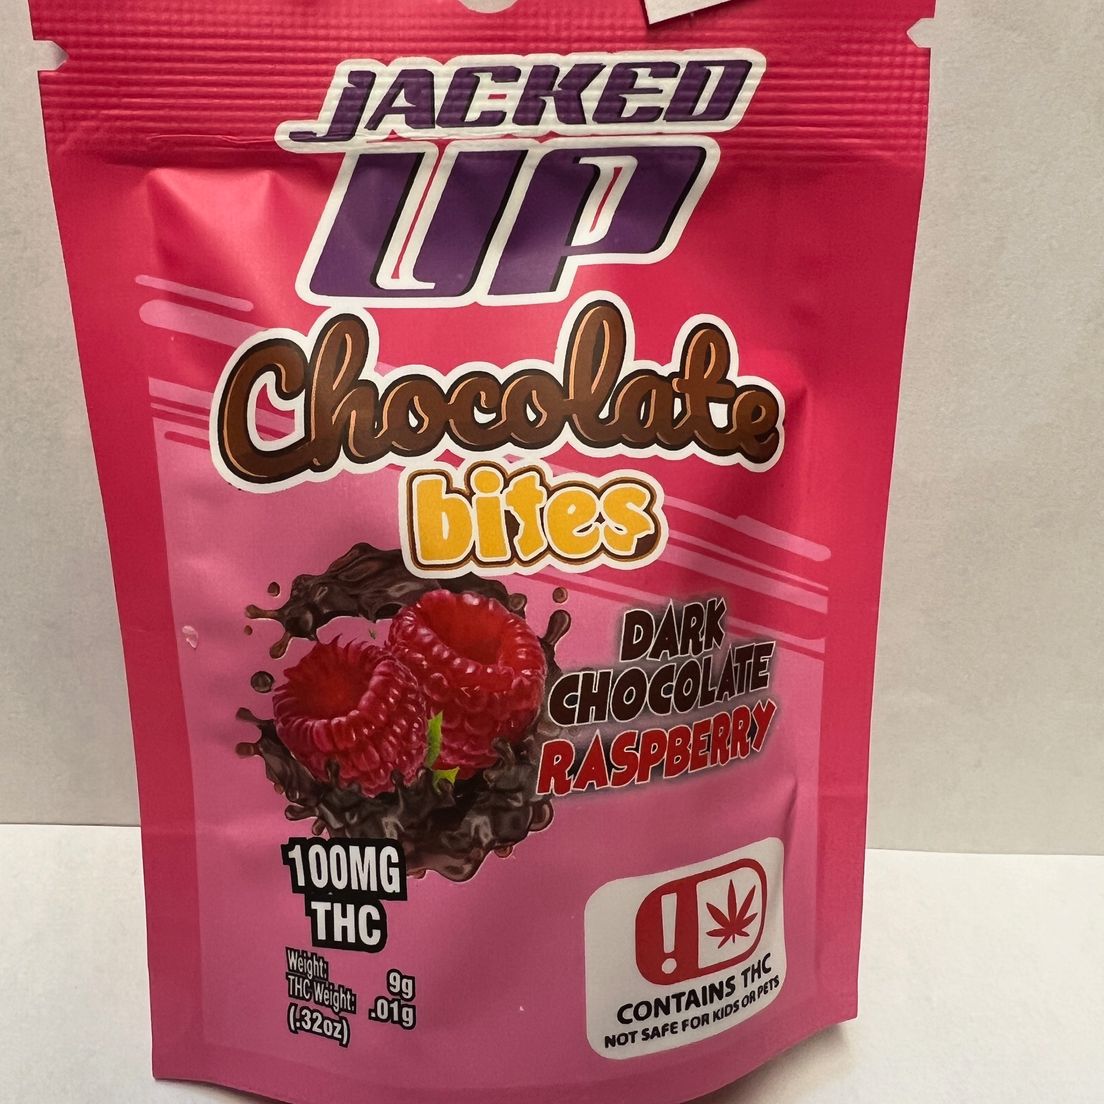 JACKED
UP
Chocolate
bites
DARK
CHOCOLATE
RASPBERRY
100MG
THC
Weight: 9g
THC Weight: .01g
(.32oz)
CONTAINS THC
NOT SAFE FOR KIDS OR PETS